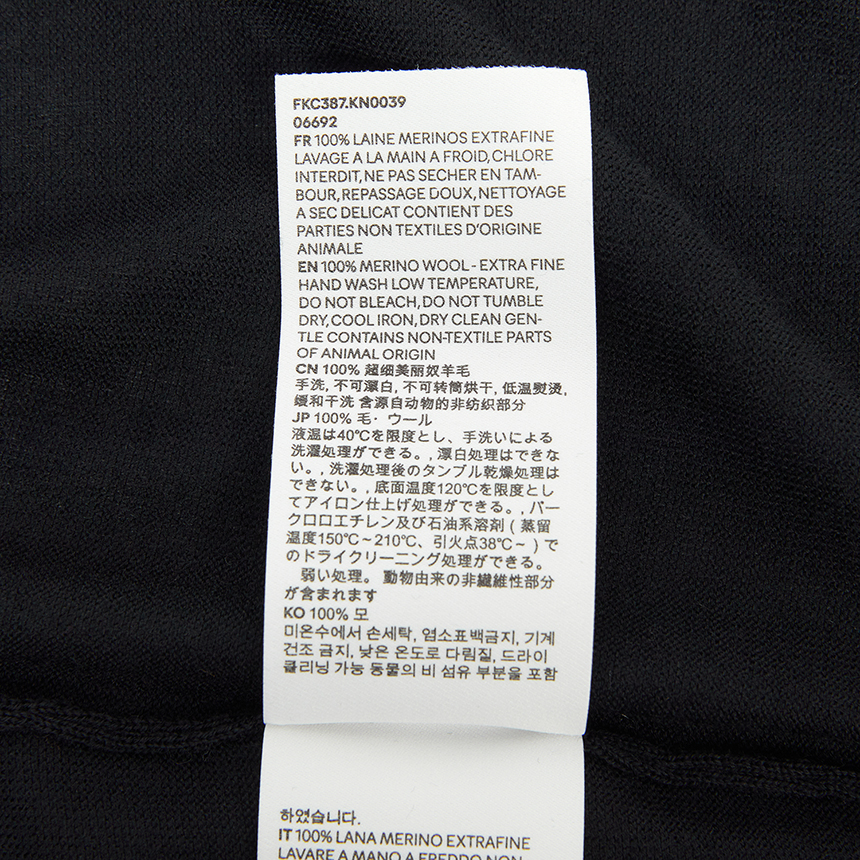 FKC387.KN0039
06692
FR 100% LAINE MERINOS EXTRAFINE
LAVAGE A LA MAIN A FROID, CHLORE
INTERDIT, NE PAS SECHER EN TAM-
BOUR, REPASSAGE DOUX, NETTOYAGE
A SEC DELICAT CONTIENT DES
PARTIES NON TEXTILES D'ORIGINE
ANIMALE
EN 100% MERINO WOOL - EXTRA FINE
HAND WASH LOW TEMPERATURE,
DO NOT BLEACH, DO NOT TUMBLE
DRY, COOL IRON, DRY CLEAN GEN-
TLE CONTAINS NON-TEXTILE PARTS
OF ANIMAL ORIGIN
CN 100% 超细美丽奴羊毛
手洗, 不可漂白, 不可转筒烘干, 低温熨烫,
缓和干洗 含源自动物的非纺织部分
JP 100% 毛・ウール
液温は40℃を限度とし、手洗いによる
洗濯処理ができる。, 漂白処理はできな
い。, 洗濯処理後のタンブル乾燥処理は
できない。, 底面温度120℃を限度とし
てアイロン仕上げ処理ができる。, パー
クロロエチレン及び石油系溶剤（蒸留
温度150℃～210℃、引火点38℃～）で
のドライクリーニング処理ができる。
弱い処理。 動物由来の非繊維性部分
が含まれます
KO 100% 모
미온수에서 손세탁, 염소표백금지, 기계
건조 금지, 낮은 온도로 다림질, 드라이
클리닝 가능 동물의 비 섬유 부분을 포함
하였습니다.
IT 100% LANA MERINO EXTRAFINE
LAVARE A MANO A FREDDO NON